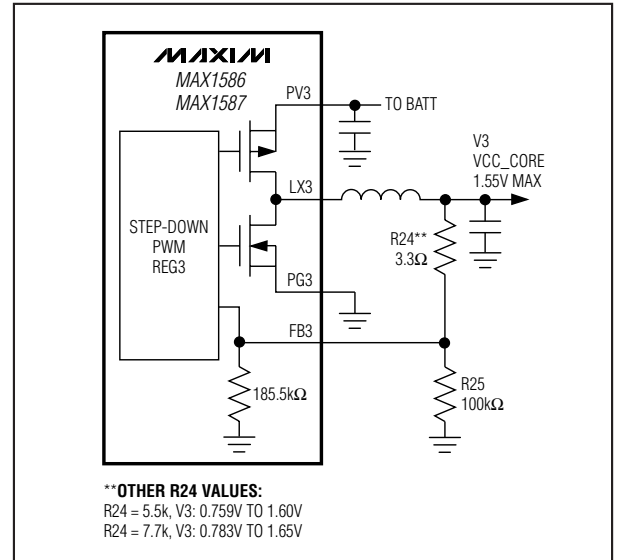 MAXIM
MAX1586
MAX1587
PV3
TO BATT
V3
VCC_CORE
1.55V MAX
LX3
STEP-DOWN
PWM
REG3
R24**
3.3Ω
PG3
FB3
185.5kΩ
R25
100kΩ
**OTHER R24 VALUES:
R24 = 5.5k, V3: 0.759V TO 1.60V
R24 = 7.7k, V3: 0.783V TO 1.65V